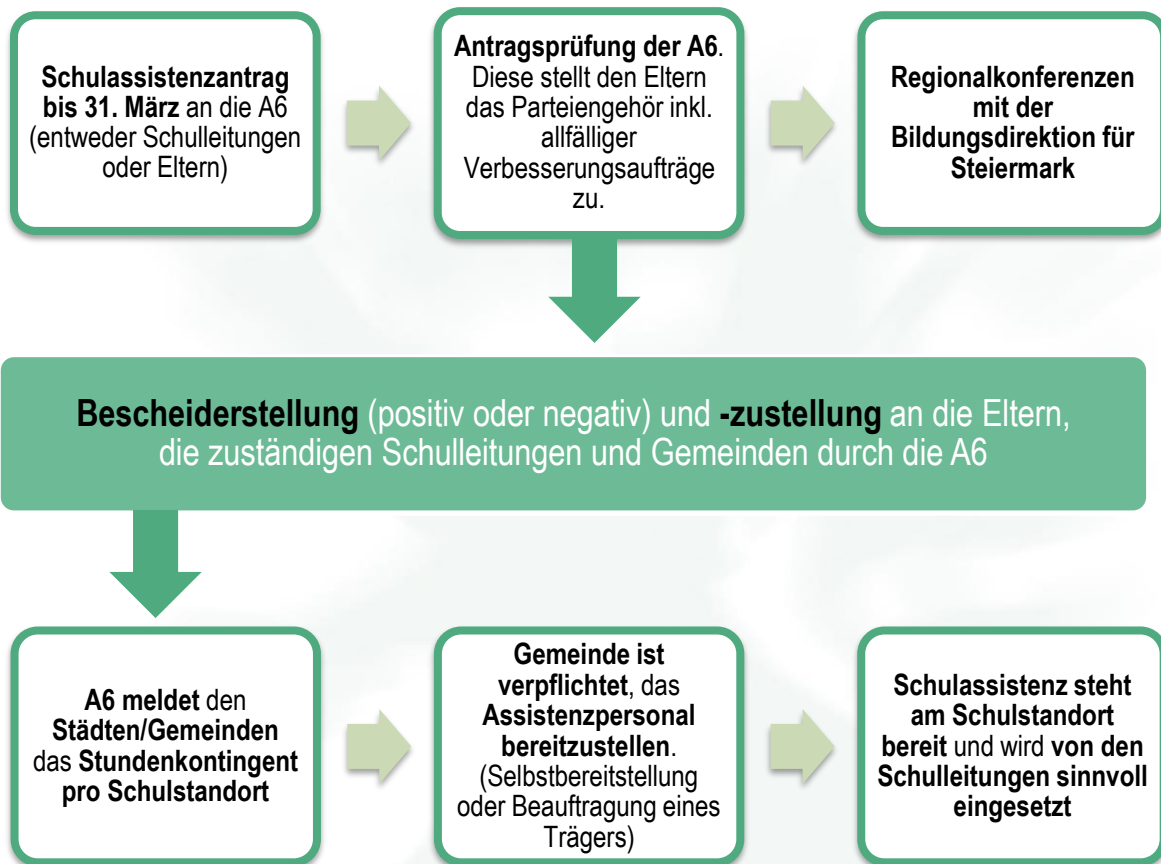 Schulassistenzantrag
bis 31. März an die A6
(entweder Schulleitungen
oder Eltern)
Antragsprüfung der A6.
Diese stellt den Eltern
das Parteiengehör inkl.
allfälliger
Verbesserungsaufträge
zu.
Regionalkonferenzen
mit der
Bildungsdirektion für
Steiermark
Bescheiderstellung (positiv oder negativ) und -zustellung an die Eltern,
die zuständigen Schulleitungen und Gemeinden durch die A6
A6 meldet den
Städten/Gemeinden
das Stundenkontingent
pro Schulstandort
Gemeinde ist
verpflichtet, das
Assistenzpersonal
bereitzustellen.
(Selbstbereitstellung
oder Beauftragung eines
Trägers)
Schulassistenz steht
am Schulstandort
bereit und wird von den
Schulleitungen sinnvoll
eingesetzt